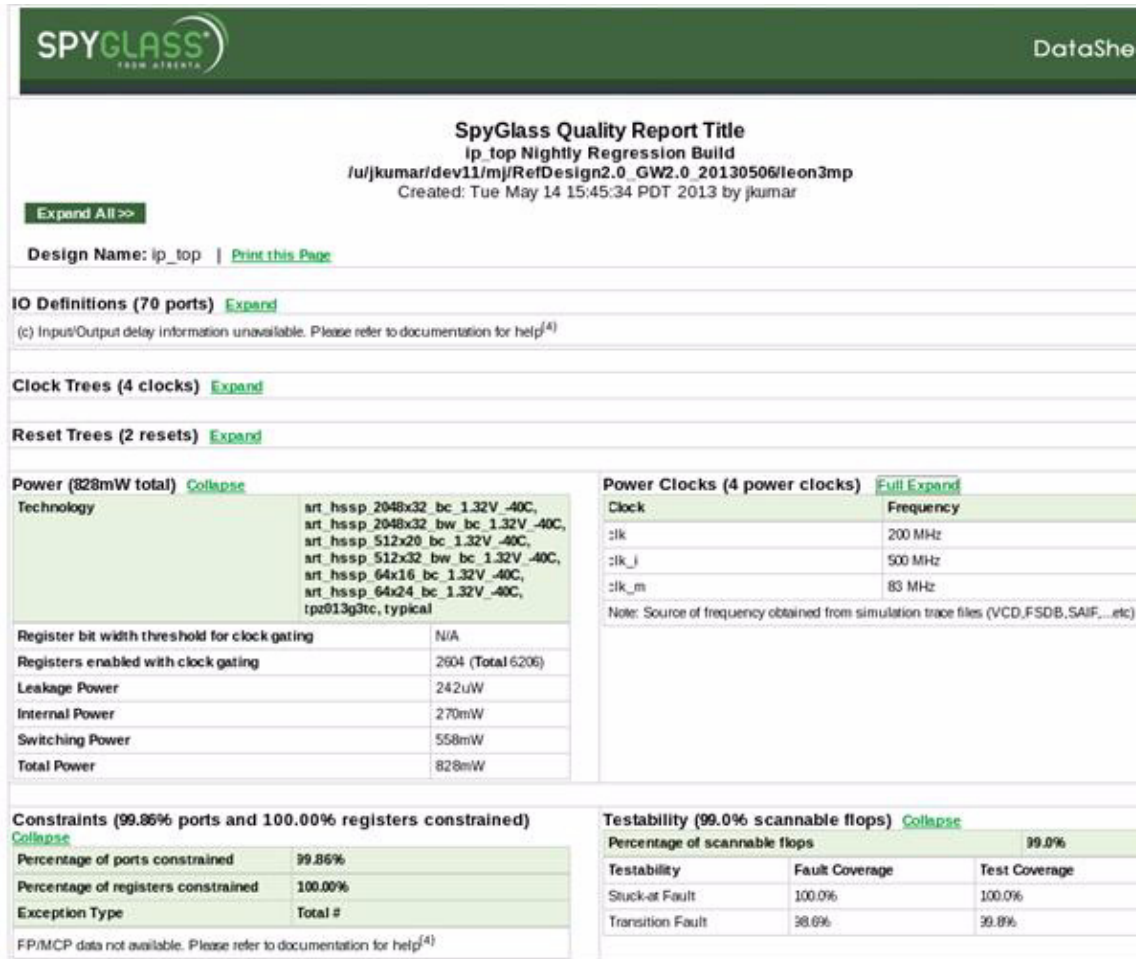 SPYGLASS
FROM ATRENTA
DataShe
SpyGlass Quality Report Title
ip_top Nightly Regression Build
/u/jkumar/dev11/mj/RefDesign2.0_GW2.0_20130506/leon3mp
Created: Tue May 14 15:45:34 PDT 2013 by jkumar
Expand All >>
Design Name: ip_top | Print this Page
IO Definitions (70 ports) Expand
(c) Input/Output delay information unavailable. Please refer to documentation for help(4)
Clock Trees (4 clocks) Expand
Reset Trees (2 resets) Expand
Power (828mW total) Collapse
Technology
art_hssp_2048x32_bc_1.32V_-40C,
art_hssp_2048x32_bw_bc_1.32V_-40C,
art_hssp_512x20_bc_1.32V_-40C,
art_hssp_512x32_bw_bc_1.32V_-40C,
art_hssp_64x16_bc_1.32V_-40C,
art_hssp_64x24_bc_1.32V_-40C,
tpz013g3tc, typical
Register bit width threshold for clock gating N/A
Registers enabled with clock gating 2604 (Total 6206)
Leakage Power 242uW
Internal Power 270mW
Switching Power 558mW
Total Power 828mW
Power Clocks (4 power clocks) Full Expand
Clock Frequency
clk 200 MHz
clk_i 500 MHz
clk_m 83 MHz
Note: Source of frequency obtained from simulation trace files (VCD,FSDB,SAIF,...etc)
Constraints (99.86% ports and 100.00% registers constrained)
Collapse
Percentage of ports constrained 99.86%
Percentage of registers constrained 100.00%
Exception Type Total #
FP/MCP data not available. Please refer to documentation for help(4)
Testability (99.0% scannable flops) Collapse
Percentage of scannable flops 99.0%
Testability Fault Coverage Test Coverage
Stuck-at Fault 100.0% 100.0%
Transition Fault 98.6% 99.8%